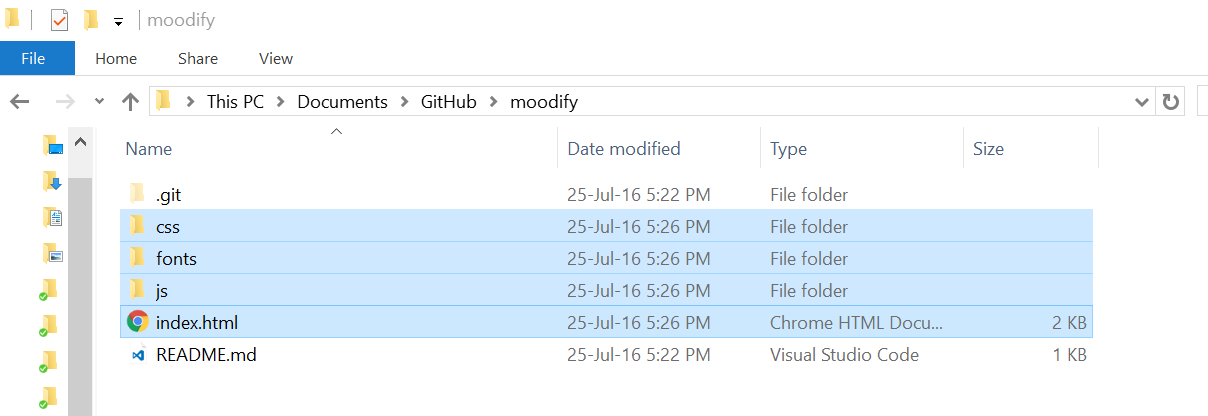 moodify
File Home Share View
This PC Documents GitHub moodify
Name Date modified Type Size
.git 25-Jul-16 5:22 PM File folder
css 25-Jul-16 5:26 PM File folder
fonts 25-Jul-16 5:26 PM File folder
js 25-Jul-16 5:26 PM File folder
index.html 25-Jul-16 5:26 PM Chrome HTML Docu... 2 KB
README.md 25-Jul-16 5:22 PM Visual Studio Code 1 KB